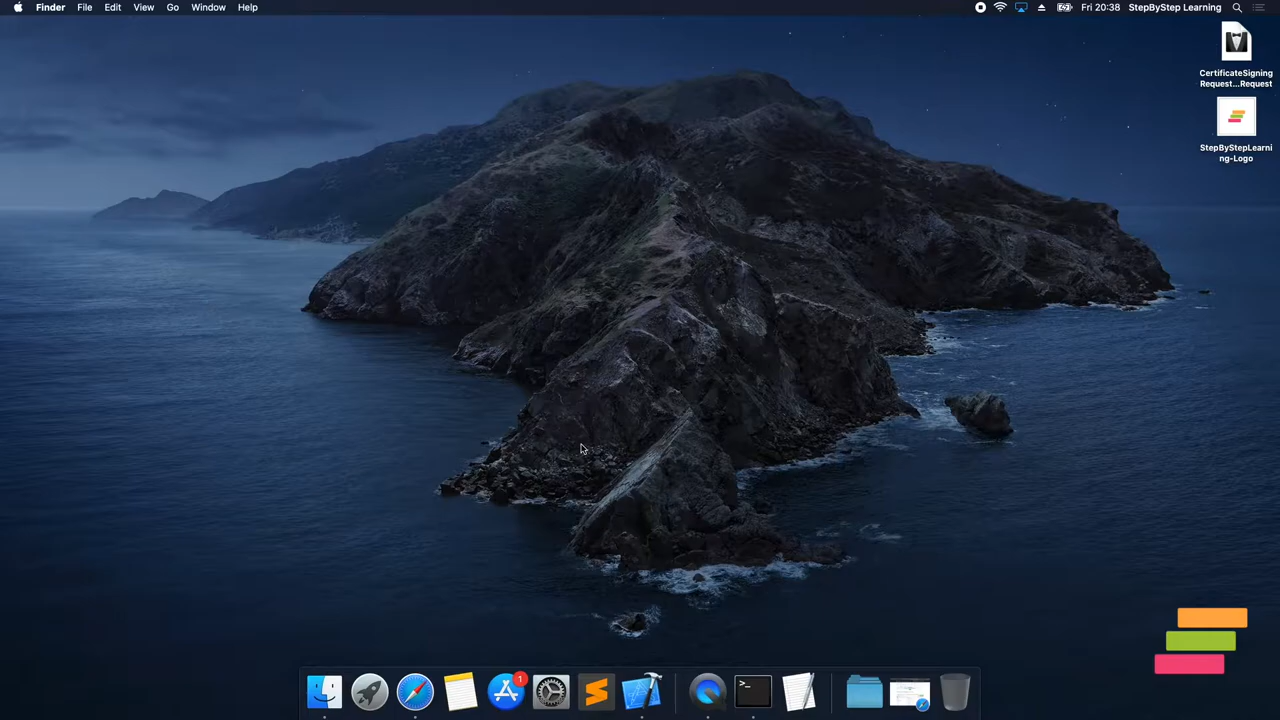 Finder File Edit View Go Window Help
Fri 20:38 StepByStep Learning
CertificateSigning
Request...Request
StepByStepLearni
ng-Logo
1
>_